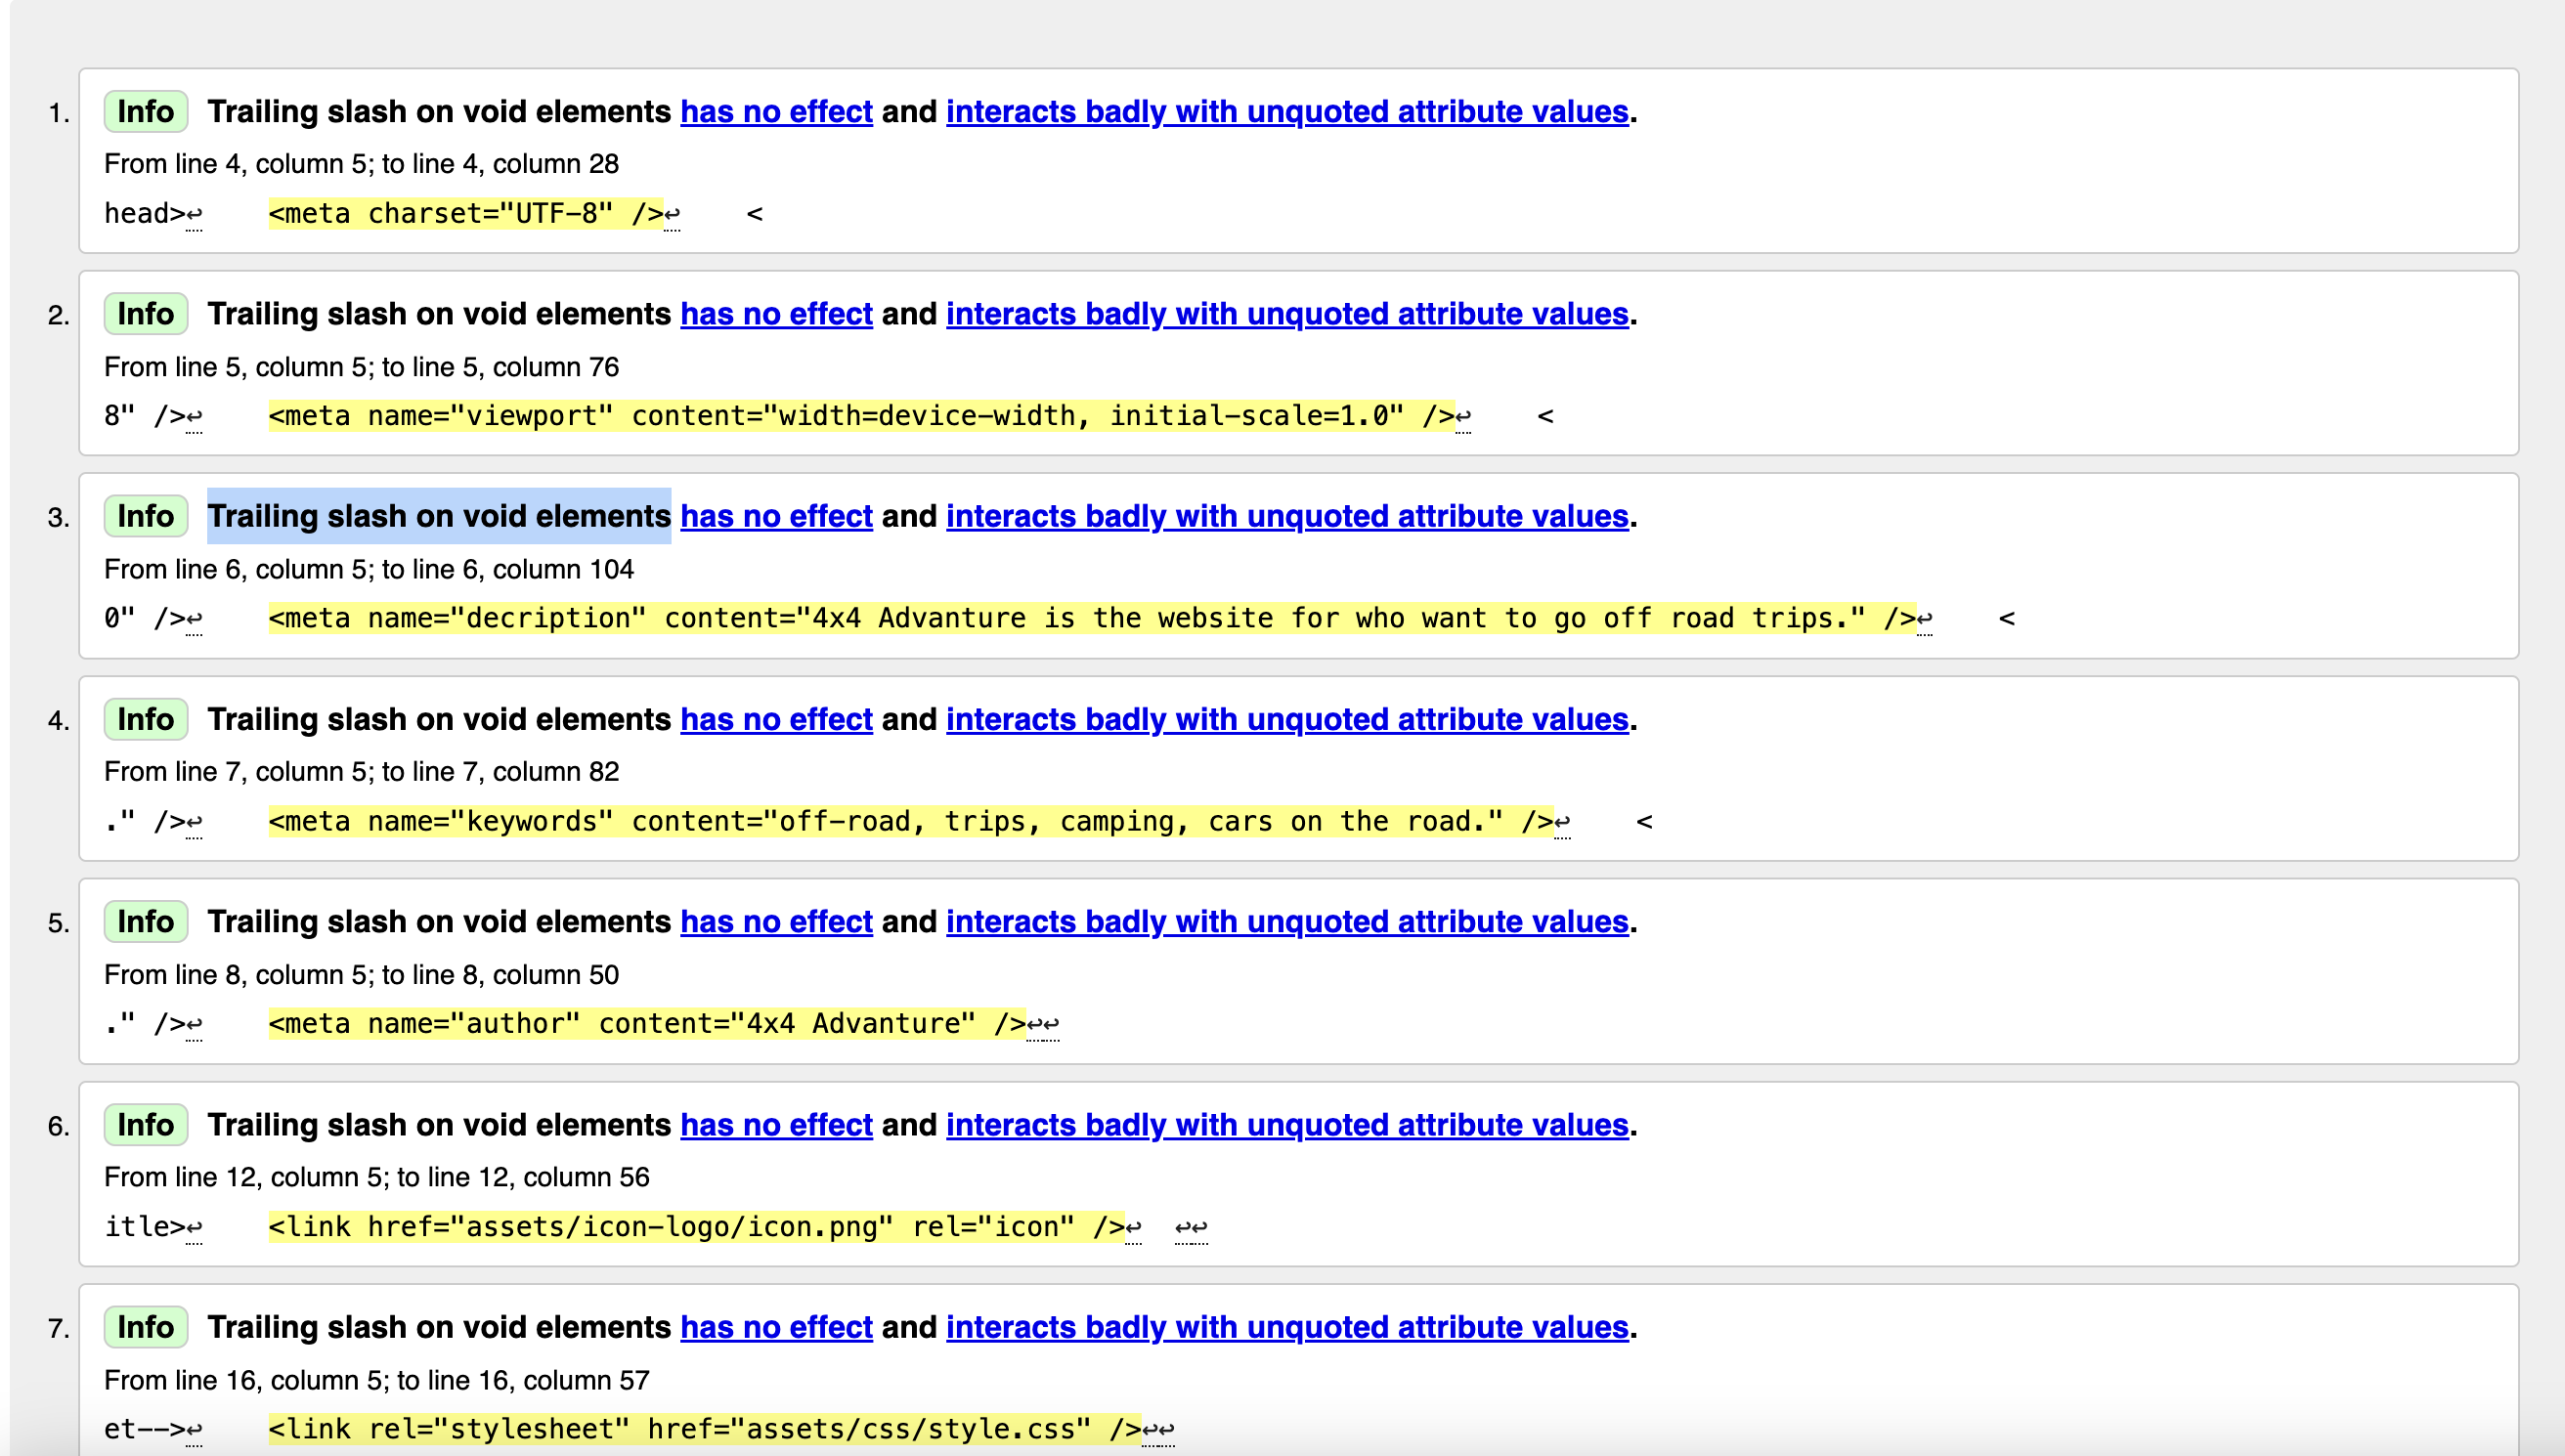 1. Info Trailing slash on void elements has no effect and interacts badly with unquoted attribute values.
From line 4, column 5; to line 4, column 28
head>↩    <meta charset="UTF-8" />↩    <
2. Info Trailing slash on void elements has no effect and interacts badly with unquoted attribute values.
From line 5, column 5; to line 5, column 76
8" />↩    <meta name="viewport" content="width=device-width, initial-scale=1.0" />↩    <
3. Info Trailing slash on void elements has no effect and interacts badly with unquoted attribute values.
From line 6, column 5; to line 6, column 104
0" />↩    <meta name="decription" content="4x4 Advanture is the website for who want to go off road trips." />↩    <
4. Info Trailing slash on void elements has no effect and interacts badly with unquoted attribute values.
From line 7, column 5; to line 7, column 82
." />↩    <meta name="keywords" content="off-road, trips, camping, cars on the road." />↩    <
5. Info Trailing slash on void elements has no effect and interacts badly with unquoted attribute values.
From line 8, column 5; to line 8, column 50
." />↩    <meta name="author" content="4x4 Advanture" />↩↩
6. Info Trailing slash on void elements has no effect and interacts badly with unquoted attribute values.
From line 12, column 5; to line 12, column 56
itle>↩    <link href="assets/icon-logo/icon.png" rel="icon" />↩  ↩↩
7. Info Trailing slash on void elements has no effect and interacts badly with unquoted attribute values.
From line 16, column 5; to line 16, column 57
et-->↩    <link rel="stylesheet" href="assets/css/style.css" />↩↩